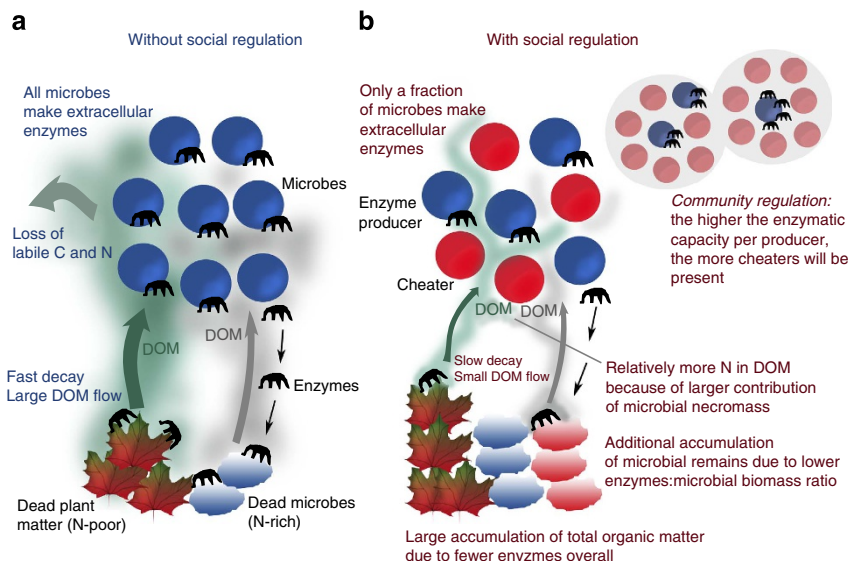 a
Without social regulation
All microbes
make extracellular
enzymes
Microbes
Loss of
labile C and N
DOM
DOM
Fast decay
Large DOM flow
Enzymes
Dead plant
matter (N-poor)
Dead microbes
(N-rich)
b
With social regulation
Only a fraction
of microbes make
extracellular
enzymes
Enzyme
producer
Cheater
Community regulation:
the higher the enzymatic
capacity per producer,
the more cheaters will be
present
DOM
DOM
Slow decay
Small DOM flow
Relatively more N in DOM
because of larger contribution
of microbial necromass
Additional accumulation
of microbial remains due to lower
enzymes:microbial biomass ratio
Large accumulation of total organic matter
due to fewer envzmes overall